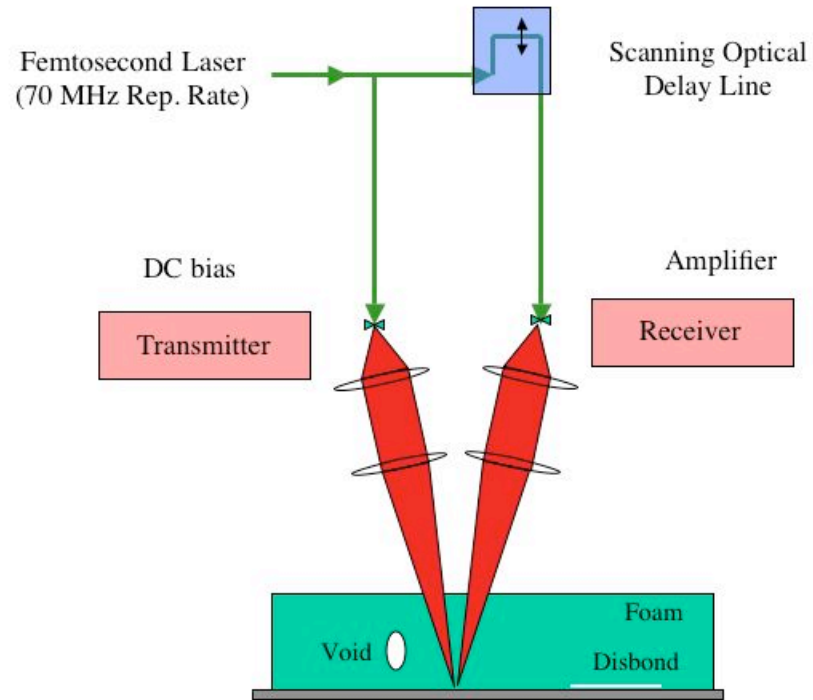 Femtosecond Laser
(70 MHz Rep. Rate)
Scanning Optical
Delay Line
DC bias
Amplifier
Transmitter
Receiver
Foam
Void
Disbond